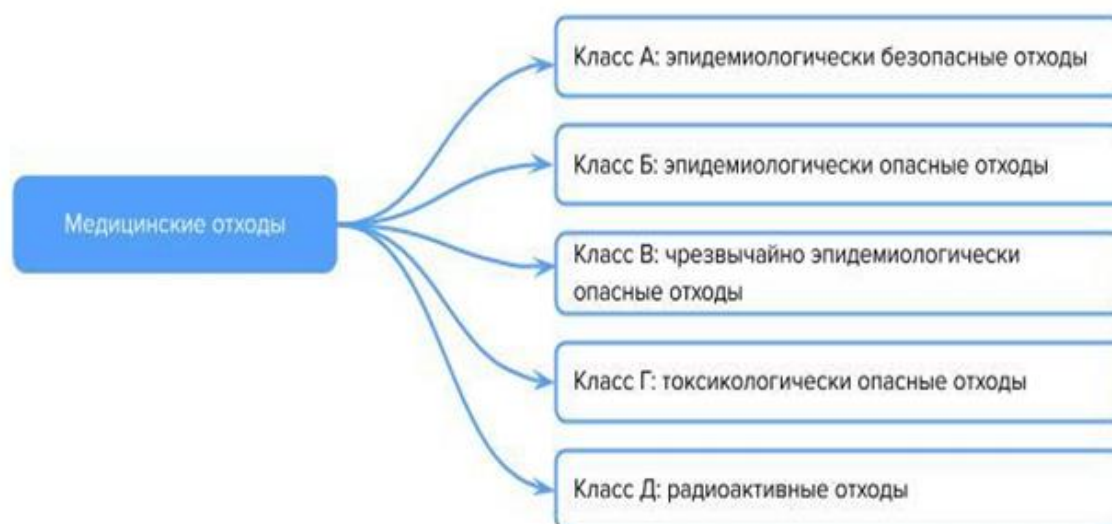 Медицинские отходы
Класс А: эпидемиологически безопасные отходы
Класс Б: эпидемиологически опасные отходы
Класс В: чрезвычайно эпидемиологически
опасные отходы
Класс Г: токсикологически опасные отходы
Класс Д: радиоактивные отходы